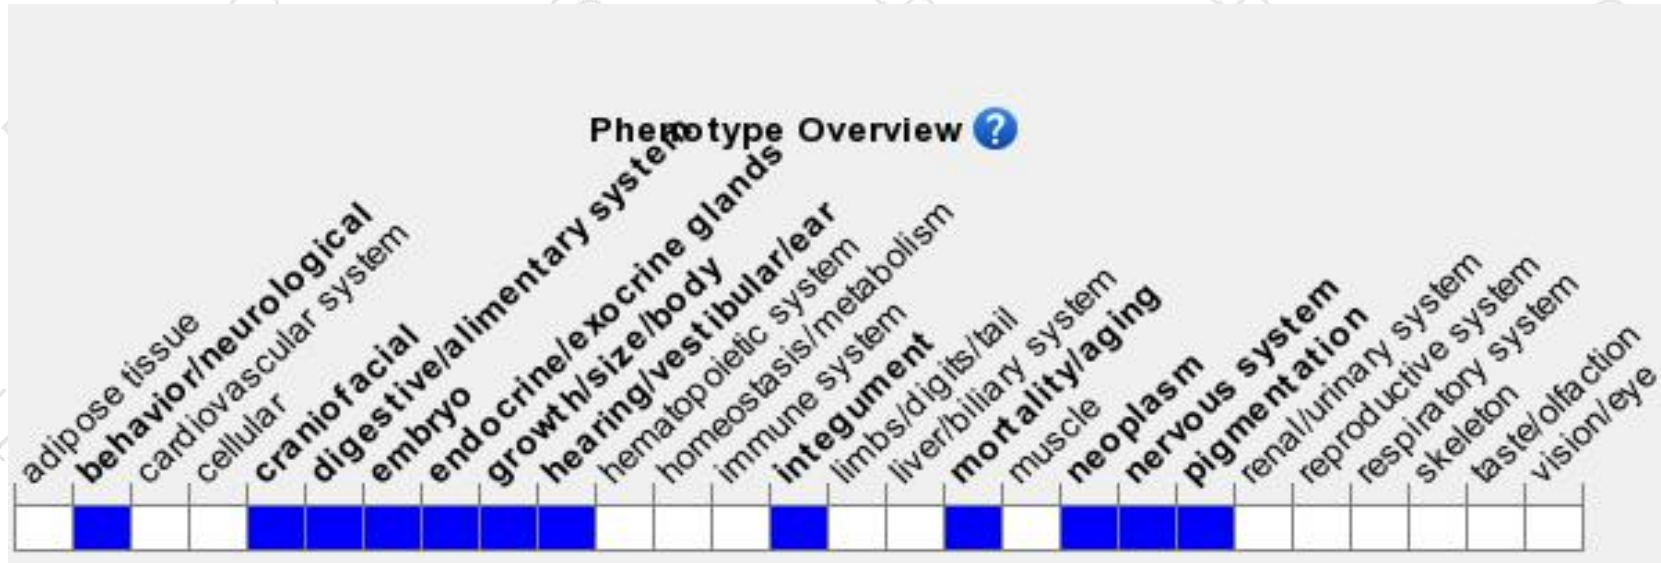 Phenotype Overview ?
adipose tissue
behavior/neurological
cardiovascular system
cellular
craniofacial
digestive/alimentary system
embryo
endocrine/exocrine glands
growth/size/body
hearing/vestibular/ear
hematopoietic system
homeostasis/metabolism
immune system
integument
limbs/digits/tail
liver/biliary system
mortality/aging
muscle
neoplasm
nervous system
pigmentation
renal/urinary system
reproductive system
respiratory system
skeleton
taste/olfaction
vision/eye